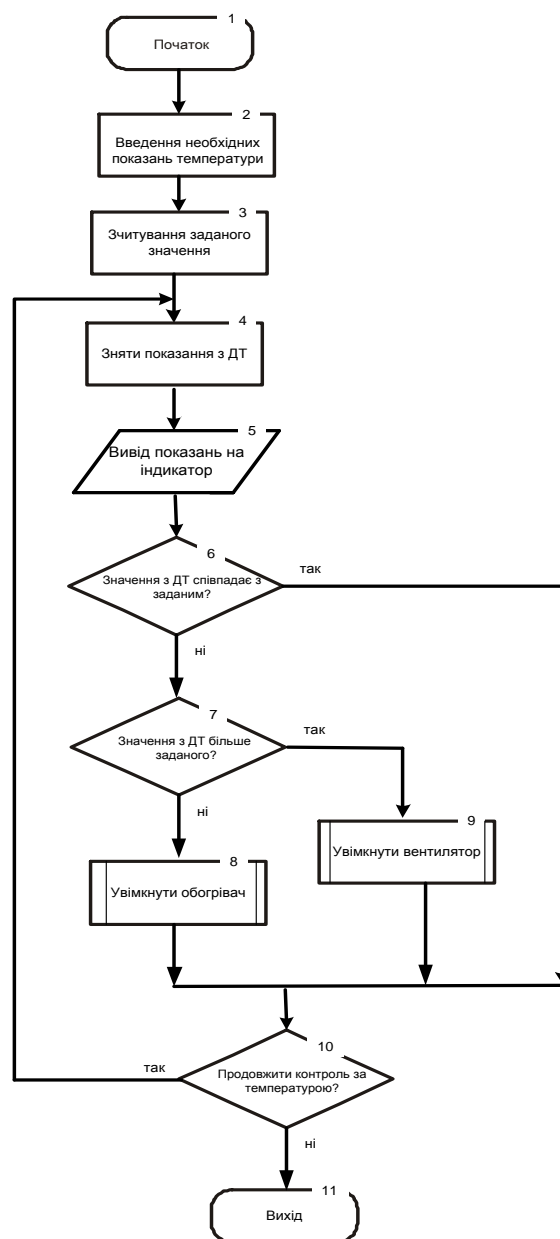 1
Початок
2
Введення необхідних
показань температури
3
Зчитування заданого
значення
4
Зняти показання з ДТ
5
Вивід показань на
індикатор
6
Значення з ДТ співпадає з
заданим?
так
ні
7
Значення з ДТ більше
заданого?
так
ні
8
Увімкнути обогрівач
9
Увімкнути вентилятор
10
Продовжити контроль за
температурою?
так
ні
11
Вихід